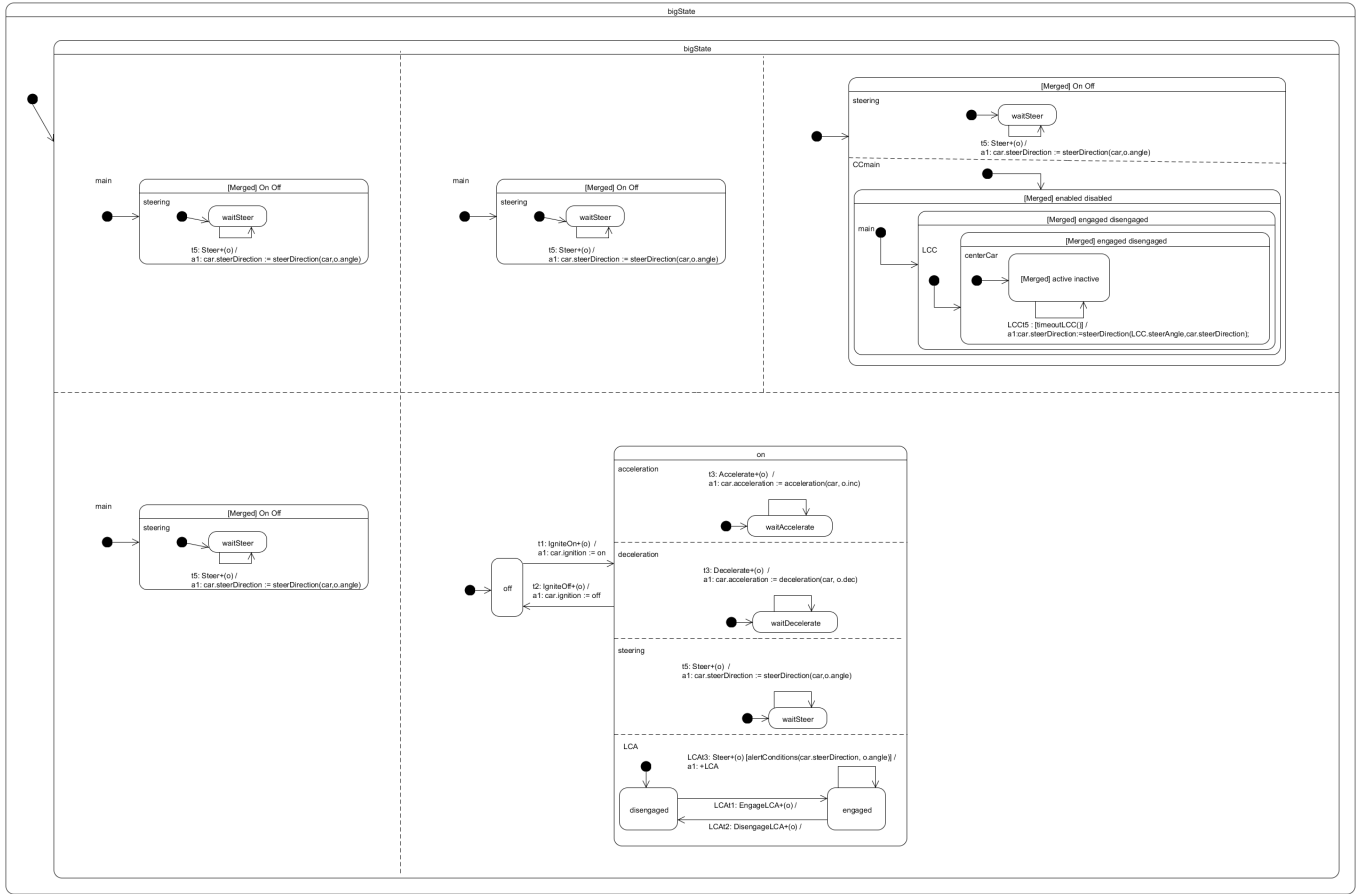 bigState
bigState
main
[Merged] On Off
steering
waitSteer
t5: Steer+(o) /
a1: car.steerDirection := steerDirection(car,o.angle)
main
[Merged] On Off
steering
waitSteer
t5: Steer+(o) /
a1: car.steerDirection := steerDirection(car,o.angle)
[Merged] On Off
steering
waitSteer
t5: Steer+(o) /
a1: car.steerDirection := steerDirection(car,o.angle)
CCmain
[Merged] enabled disabled
main
[Merged] engaged disengaged
LCC
[Merged] engaged disengaged
centerCar
[Merged] active inactive
LCCt5 : [timeoutLCC()] /
a1:car.steerDirection:=steerDirection(LCC.steerAngle,car.steerDirection);
main
[Merged] On Off
steering
waitSteer
t5: Steer+(o) /
a1: car.steerDirection := steerDirection(car,o.angle)
off
t1: IgniteOn+(o) /
a1: car.ignition := on
t2: IgniteOff+(o) /
a1: car.ignition := off
on
acceleration
t3: Accelerate+(o) /
a1: car.acceleration := acceleration(car, o.inc)
waitAccelerate
deceleration
t3: Decelerate+(o) /
a1: car.acceleration := deceleration(car, o.dec)
waitDecelerate
steering
t5: Steer+(o) /
a1: car.steerDirection := steerDirection(car,o.angle)
waitSteer
LCA
LCAt3: Steer+(o) [alertConditions(car.steerDirection, o.angle)] /
a1: +LCA
disengaged
LCAt1: EngageLCA+(o) /
engaged
LCAt2: DisengageLCA+(o) /